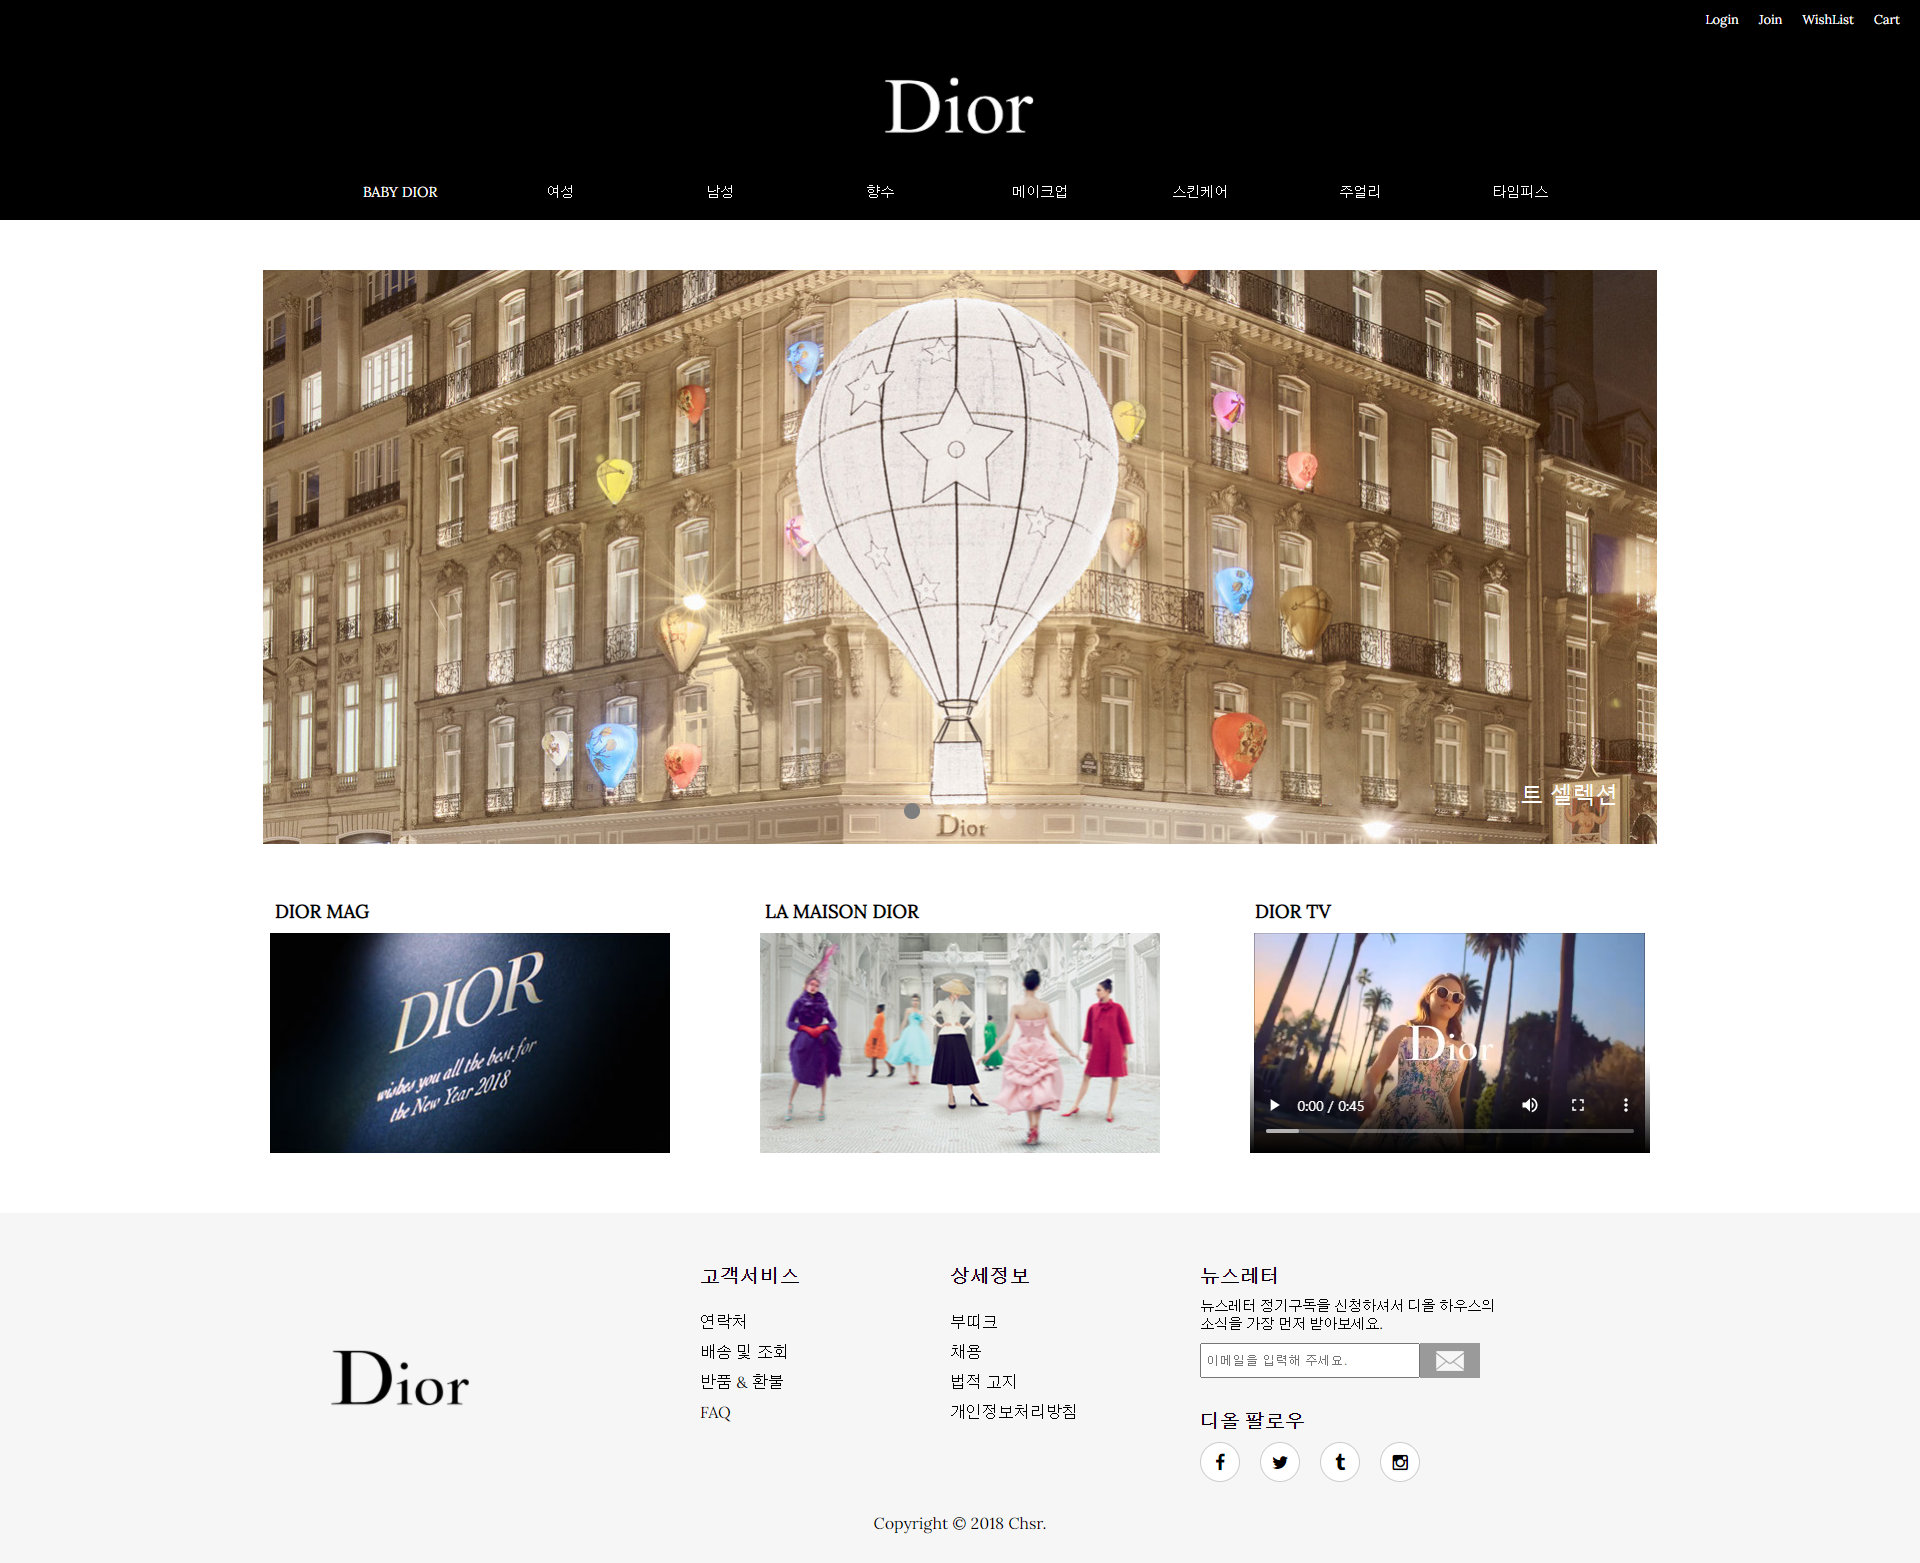 Login Join WishList Cart
Dior
BABY DIOR 여성 남성 향수 메이크업 스킨케어 주얼리 타임피스
트 셀렉션
Dior
DIOR MAG
DIOR
wishes you all the best for
the New Year 2018
LA MAISON DIOR
DIOR TV
Dior
0:00 / 0:45
Dior
고객서비스
연락처
배송 및 조회
반품 & 환불
FAQ
상세정보
부띠크
채용
법적 고지
개인정보처리방침
뉴스레터
뉴스레터 정기구독을 신청하셔서 디올 하우스의
소식을 가장 먼저 받아보세요.
이메일을 입력해 주세요.
디올 팔로우
Copyright © 2018 Chsr.